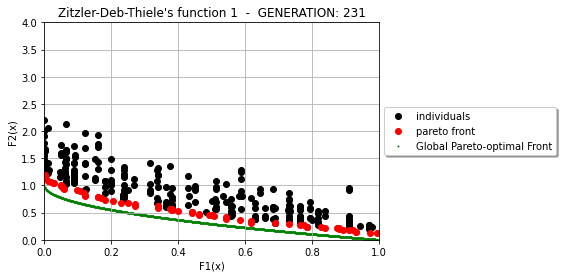 Zitzler-Deb-Thiele's function 1  -  GENERATION: 231
F2(x)
4.0
3.5
3.0
2.5
2.0
1.5
1.0
0.5
0.0
0.0 0.2 0.4 0.6 0.8 1.0
F1(x)
individuals
pareto front
Global Pareto-optimal Front